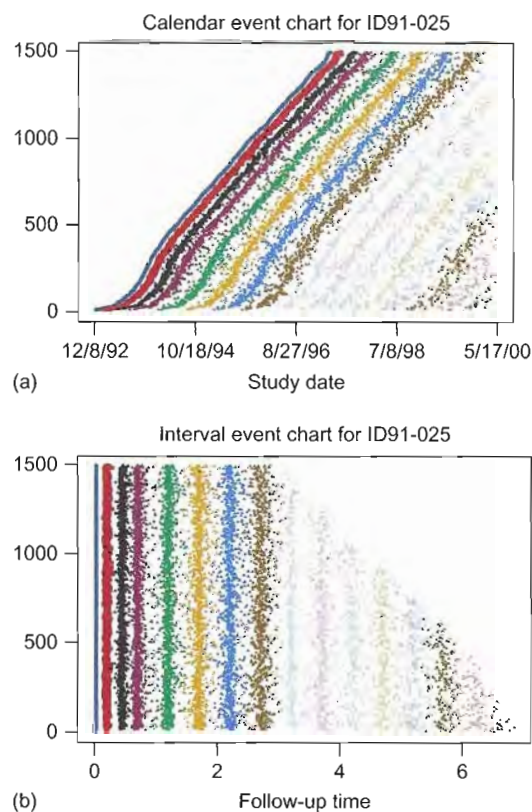 Calendar event chart for ID91-025
1500
1000
500
0
12/8/92 10/18/94 8/27/96 7/8/98 5/17/00
(a) Study date
Interval event chart for ID91-025
1500
1000
500
0
0 2 4 6
(b) Follow-up time